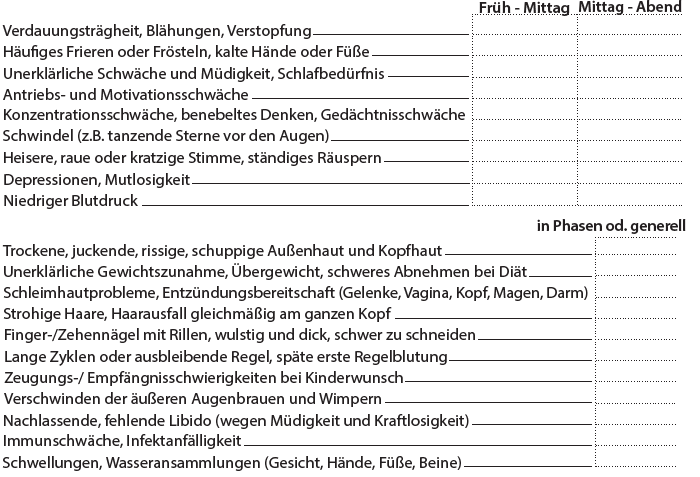 Früh - Mittag Mittag - Abend
Verdauungsträgheit, Blähungen, Verstopfung
Häufiges Frieren oder Frösteln, kalte Hände oder Füße
Unerklärliche Schwäche und Müdigkeit, Schlafbedürfnis
Antriebs- und Motivationsschwäche
Konzentrationsschwäche, benebeltes Denken, Gedächtnisschwäche
Schwindel (z.B. tanzende Sterne vor den Augen)
Heisere, raue oder kratzige Stimme, ständiges Räuspern
Depressionen, Mutlosigkeit
Niedriger Blutdruck
in Phasen od. generell
Trockene, juckende, rissige, schuppige Außenhaut und Kopfhaut
Unerklärliche Gewichtszunahme, Übergewicht, schweres Abnehmen bei Diät
Schleimhautprobleme, Entzündungsbereitschaft (Gelenke, Vagina, Kopf, Magen, Darm)
Strohige Haare, Haarausfall gleichmäßig am ganzen Kopf
Finger-/Zehennägel mit Rillen, wulstig und dick, schwer zu schneiden
Lange Zyklen oder ausbleibende Regel, späte erste Regelblutung
Zeugungs-/ Empfängnisschwierigkeiten bei Kinderwunsch
Verschwinden der äußeren Augenbrauen und Wimpern
Nachlassende, fehlende Libido (wegen Müdigkeit und Kraftlosigkeit)
Immunschwäche, Infektanfälligkeit
Schwellungen, Wasseransammlungen (Gesicht, Hände, Füße, Beine)